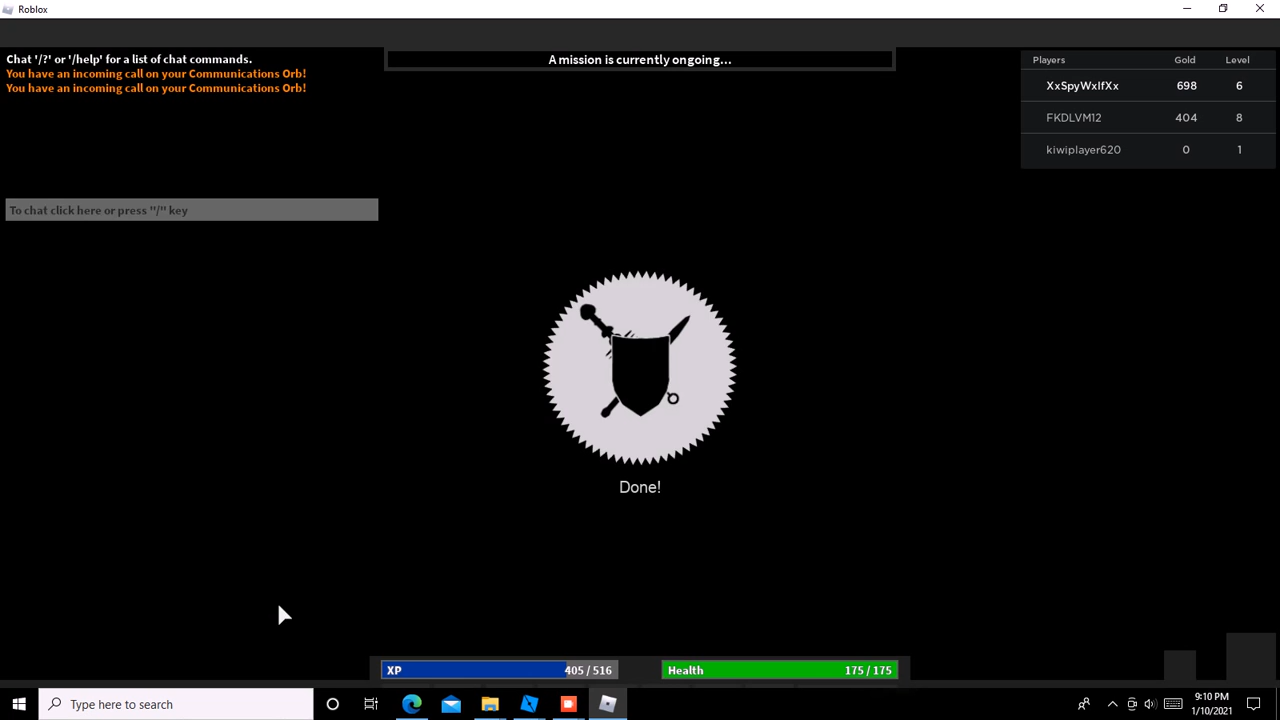 Roblox
Chat '/?' or '/help' for a list of chat commands.
You have an incoming call on your Communications Orb!
You have an incoming call on your Communications Orb!
To chat click here or press "/" key
A mission is currently ongoing...
Players Gold Level
XxSpyWxlfXx 698 6
FKDLVM12 404 8
kiwiplayer620 0 1
Done!
XP 405 / 516
Health 175 / 175
Type here to search
9:10 PM
1/10/2021